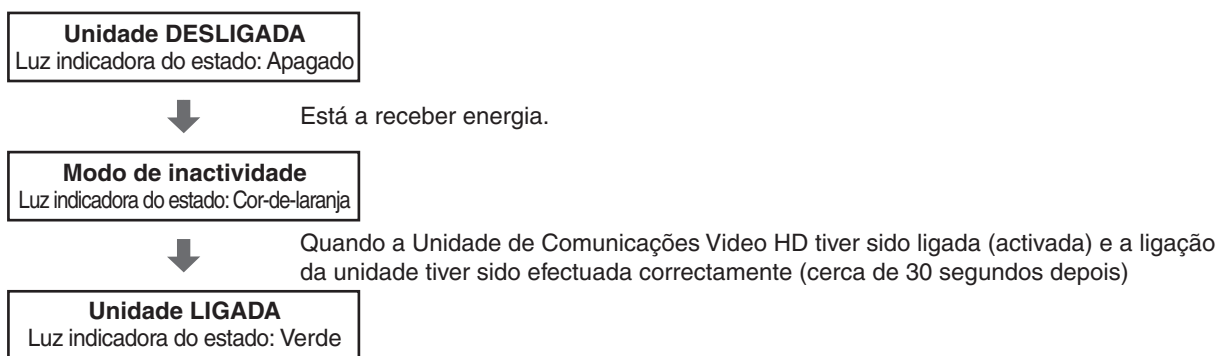 Unidade DESLIGADA
Luz indicadora do estado: Apagado
Está a receber energia.
Modo de inactividade
Luz indicadora do estado: Cor-de-laranja
Quando a Unidade de Comunicações Video HD tiver sido ligada (activada) e a ligação
da unidade tiver sido efectuada correctamente (cerca de 30 segundos depois)
Unidade LIGADA
Luz indicadora do estado: Verde